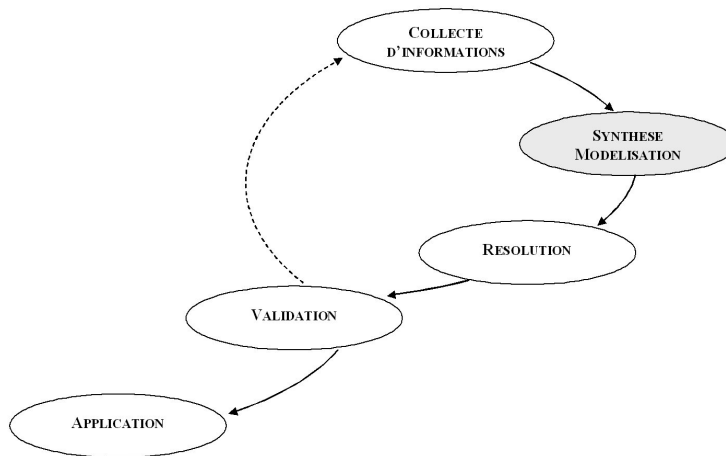 COLLECTE
D'INFORMATIONS
SYNTHESE
MODELISATION
RESOLUTION
VALIDATION
APPLICATION